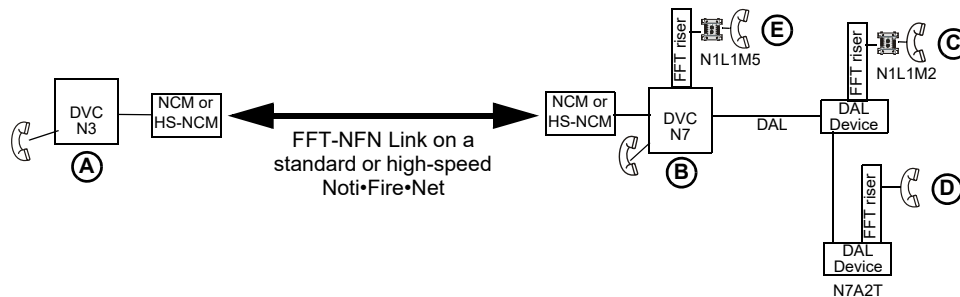 FFT riser
E
N1L1M5
FFT riser
C
N1L1M2
DVC
N3
NCM or
HS-NCM
A
FFT-NFN Link on a
standard or high-speed
Noti•Fire•Net
NCM or
HS-NCM
DVC
N7
B
DAL
DAL
Device
FFT riser
D
DAL
Device
N7A2T